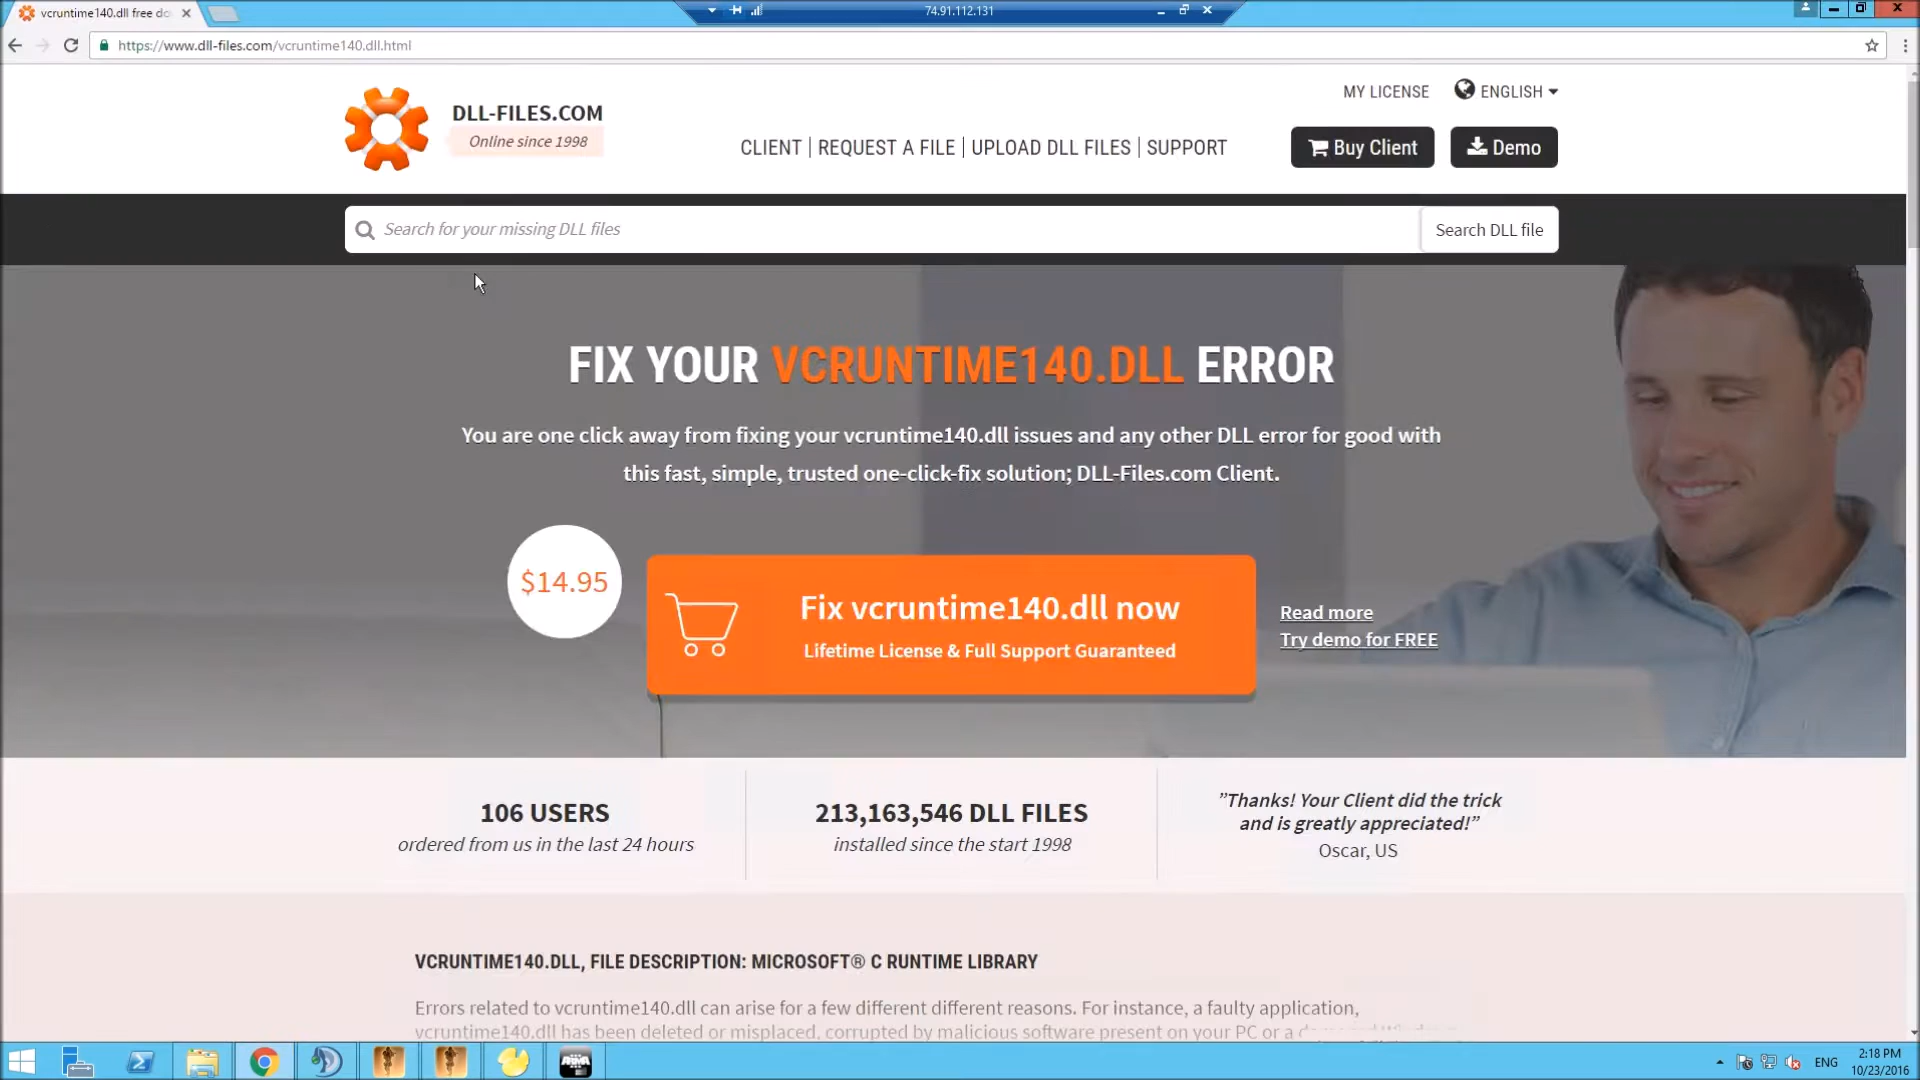 vcruntime140.dll free do
74.91.112.131
https://www.dll-files.com/vcruntime140.dll.html
MY LICENSE
ENGLISH
DLL-FILES.COM
Online since 1998
CLIENT | REQUEST A FILE | UPLOAD DLL FILES | SUPPORT
Buy Client
Demo
Search for your missing DLL files
Search DLL file
FIX YOUR VCRUNTIME140.DLL ERROR
You are one click away from fixing your vcruntime140.dll issues and any other DLL error for good with
this fast, simple, trusted one-click-fix solution; DLL-Files.com Client.
$14.95
Fix vcruntime140.dll now
Lifetime License & Full Support Guaranteed
Read more
Try demo for FREE
106 USERS
ordered from us in the last 24 hours
213,163,546 DLL FILES
installed since the start 1998
”Thanks! Your Client did the trick
and is greatly appreciated!”
Oscar, US
VCRUNTIME140.DLL, FILE DESCRIPTION: MICROSOFT® C RUNTIME LIBRARY
Errors related to vcruntime140.dll can arise for a few different different reasons. For instance, a faulty application,
vcruntime140.dll has been deleted or misplaced, corrupted by malicious software present on your PC or a
ARMA
ENG
2:18 PM
10/23/2016